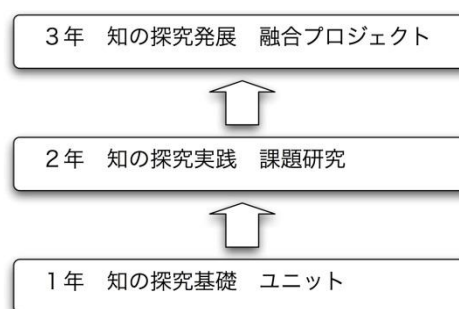 3年　知の探究発展　融合プロジェクト
2年　知の探究実践　課題研究
1年　知の探究基礎　ユニット